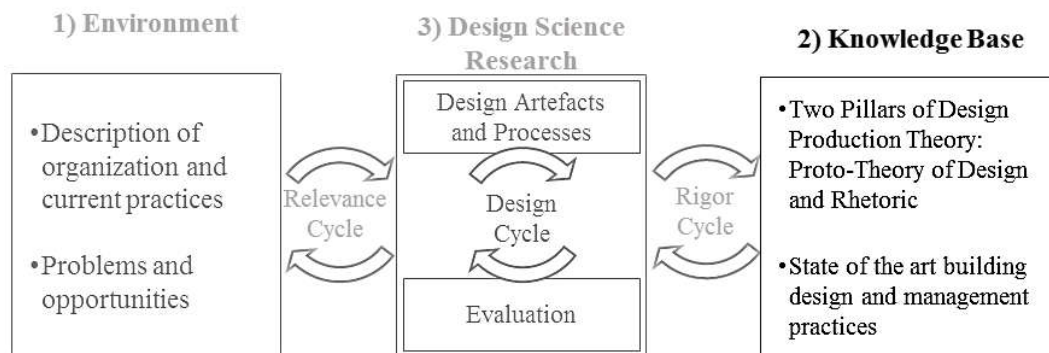 1) Environment
•Description of
organization and
current practices
•Problems and
opportunities
Relevance
Cycle
3) Design Science
Research
Design Artefacts
and Processes
Design
Cycle
Evaluation
Rigor
Cycle
2) Knowledge Base
•Two Pillars of Design
Production Theory:
Proto-Theory of Design
and Rhetoric
•State of the art building
design and management
practices